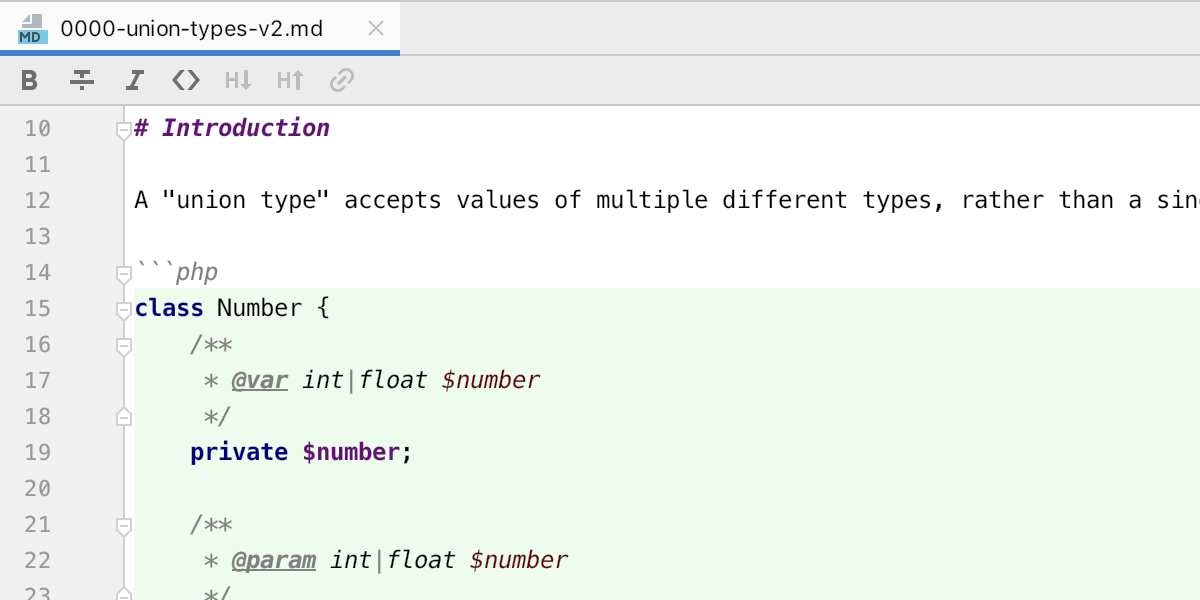 MD 0000-union-types-v2.md
B I <> H↓ H↑
10 # Introduction
11
12 A "union type" accepts values of multiple different types, rather than a
13
14 ```php
15 class Number {
16 /**
17 * @var int|float $number
18 */
19 private $number;
20
21 /**
22 * @param int|float $number
23 */